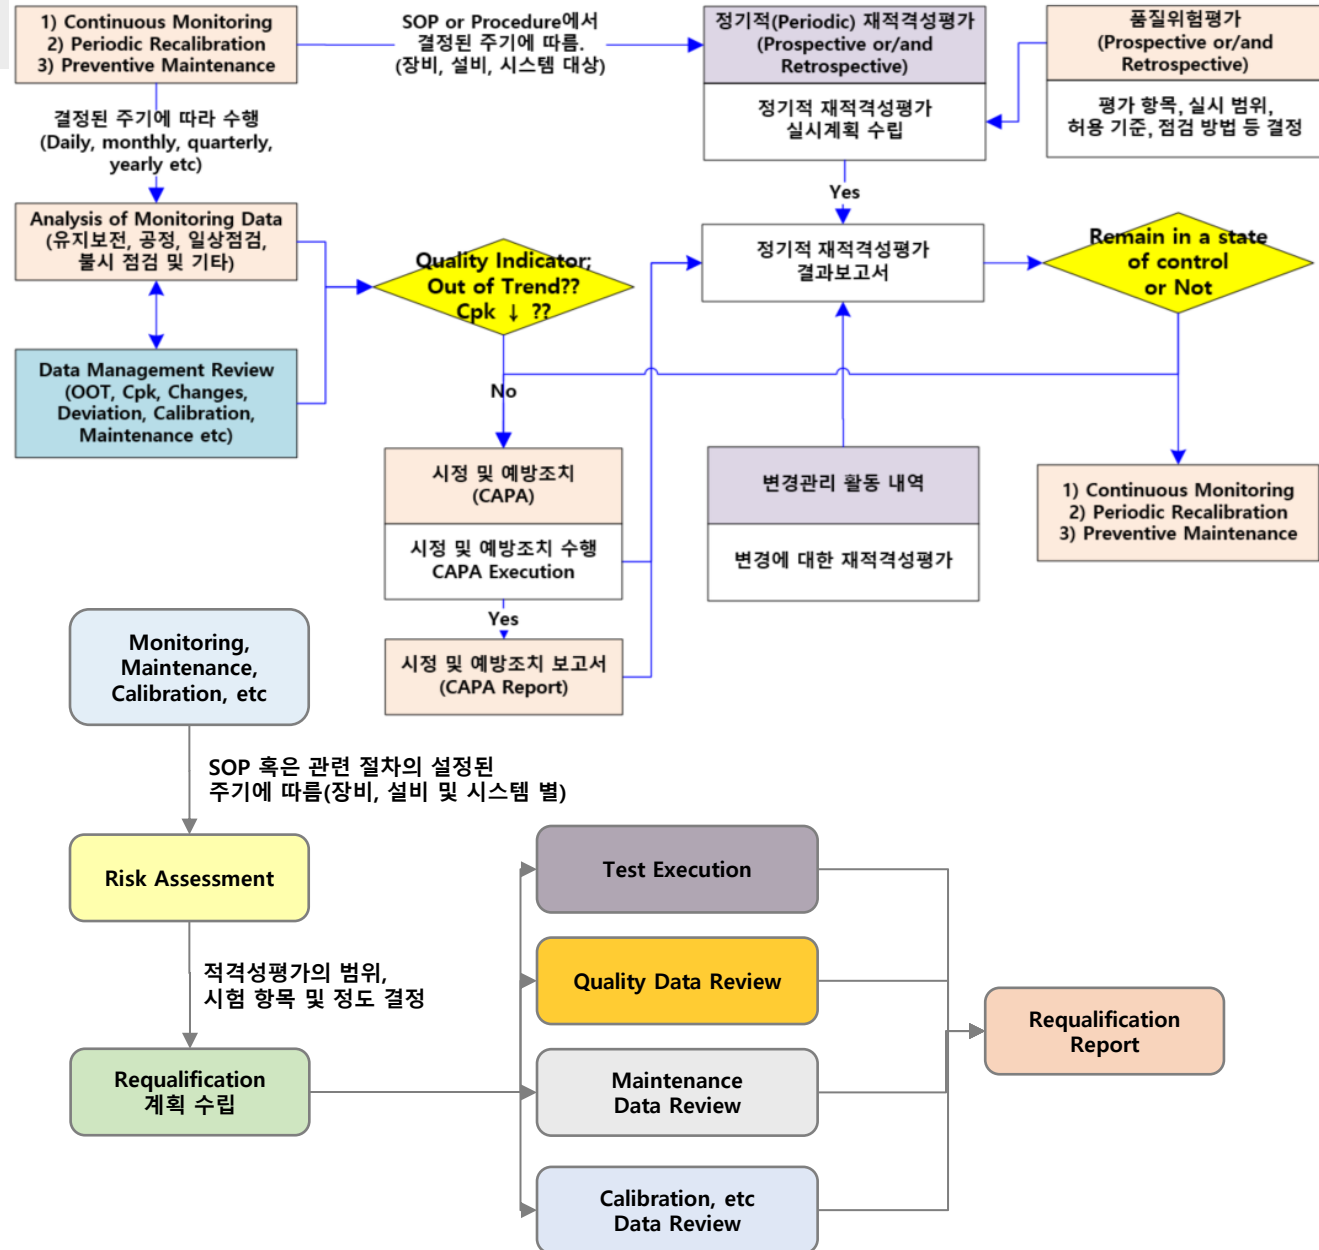 1) Continuous Monitoring
2) Periodic Recalibration
3) Preventive Maintenance
SOP or Procedure에서
결정된 주기에 따름.
(장비, 설비, 시스템 대상)
정기적(Periodic) 재적격성평가
(Prospective or/and
Retrospective)
정기적 재적격성평가
실시계획 수립
품질위험평가
(Prospective or/and
Retrospective)
평가 항목, 실시 범위,
허용 기준, 점검 방법 등 결정
결정된 주기에 따라 수행
(Daily, monthly, quarterly,
yearly etc)
Yes
Analysis of Monitoring Data
(유지보전, 공정, 일상점검,
불시 점검 및 기타)
Quality Indicator;
Out of Trend??
Cpk ↓ ??
정기적 재적격성평가
결과보고서
Remain in a state
of control
or Not
Data Management Review
(OOT, Cpk, Changes,
Deviation, Calibration,
Maintenance etc)
No
시정 및 예방조치
(CAPA)
시정 및 예방조치 수행
CAPA Execution
Yes
시정 및 예방조치 보고서
(CAPA Report)
변경관리 활동 내역
변경에 대한 재적격성평가
1) Continuous Monitoring
2) Periodic Recalibration
3) Preventive Maintenance
Monitoring,
Maintenance,
Calibration, etc
SOP 혹은 관련 절차의 설정된
주기에 따름(장비, 설비 및 시스템 별)
Risk Assessment
적격성평가의 범위,
시험 항목 및 정도 결정
Requalification
계획 수립
Test Execution
Quality Data Review
Maintenance
Data Review
Calibration, etc
Data Review
Requalification
Report